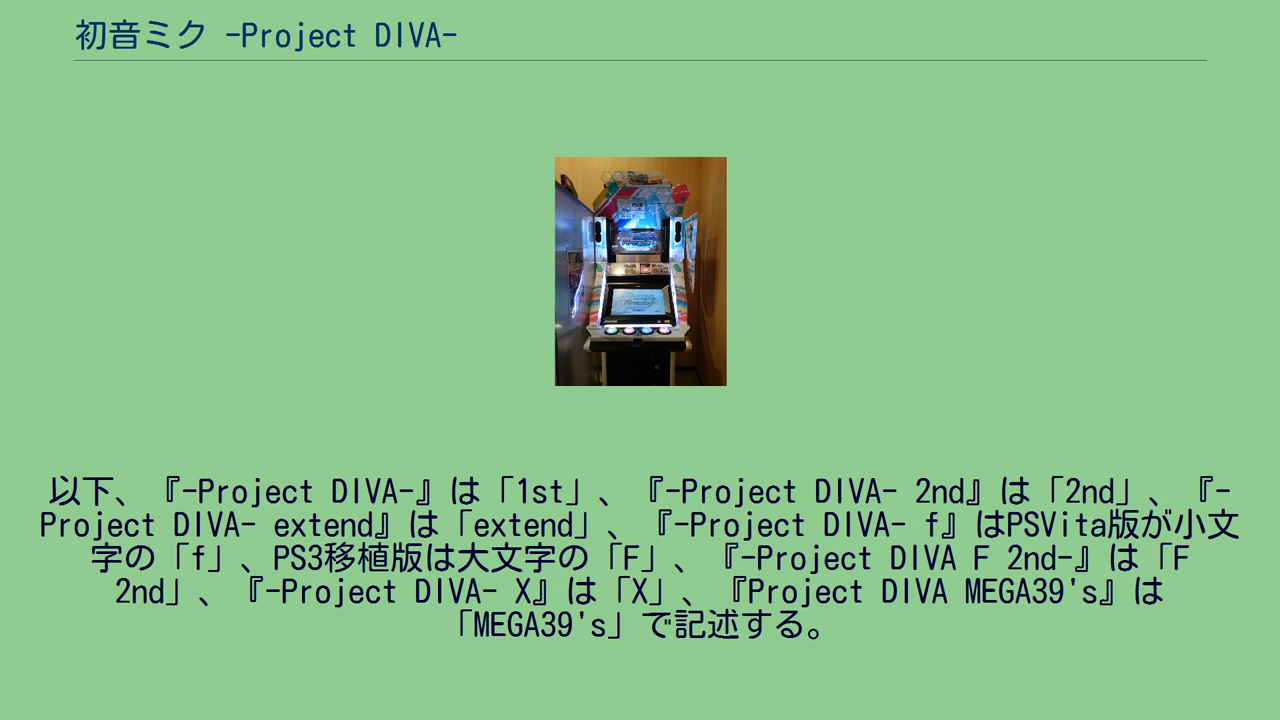 初音ミク -Project DIVA-
以下、『-Project DIVA-』は「1st」、『-Project DIVA- 2nd』は「2nd」、『-
Project DIVA- extend』は「extend」、『-Project DIVA- f』はPSVita版が小文
字の「f」、PS3移植版は大文字の「F」、『-Project DIVA F 2nd-』は「F
2nd」、『-Project DIVA- X』は「X」、『Project DIVA MEGA39's』は
「MEGA39's」で記述する。